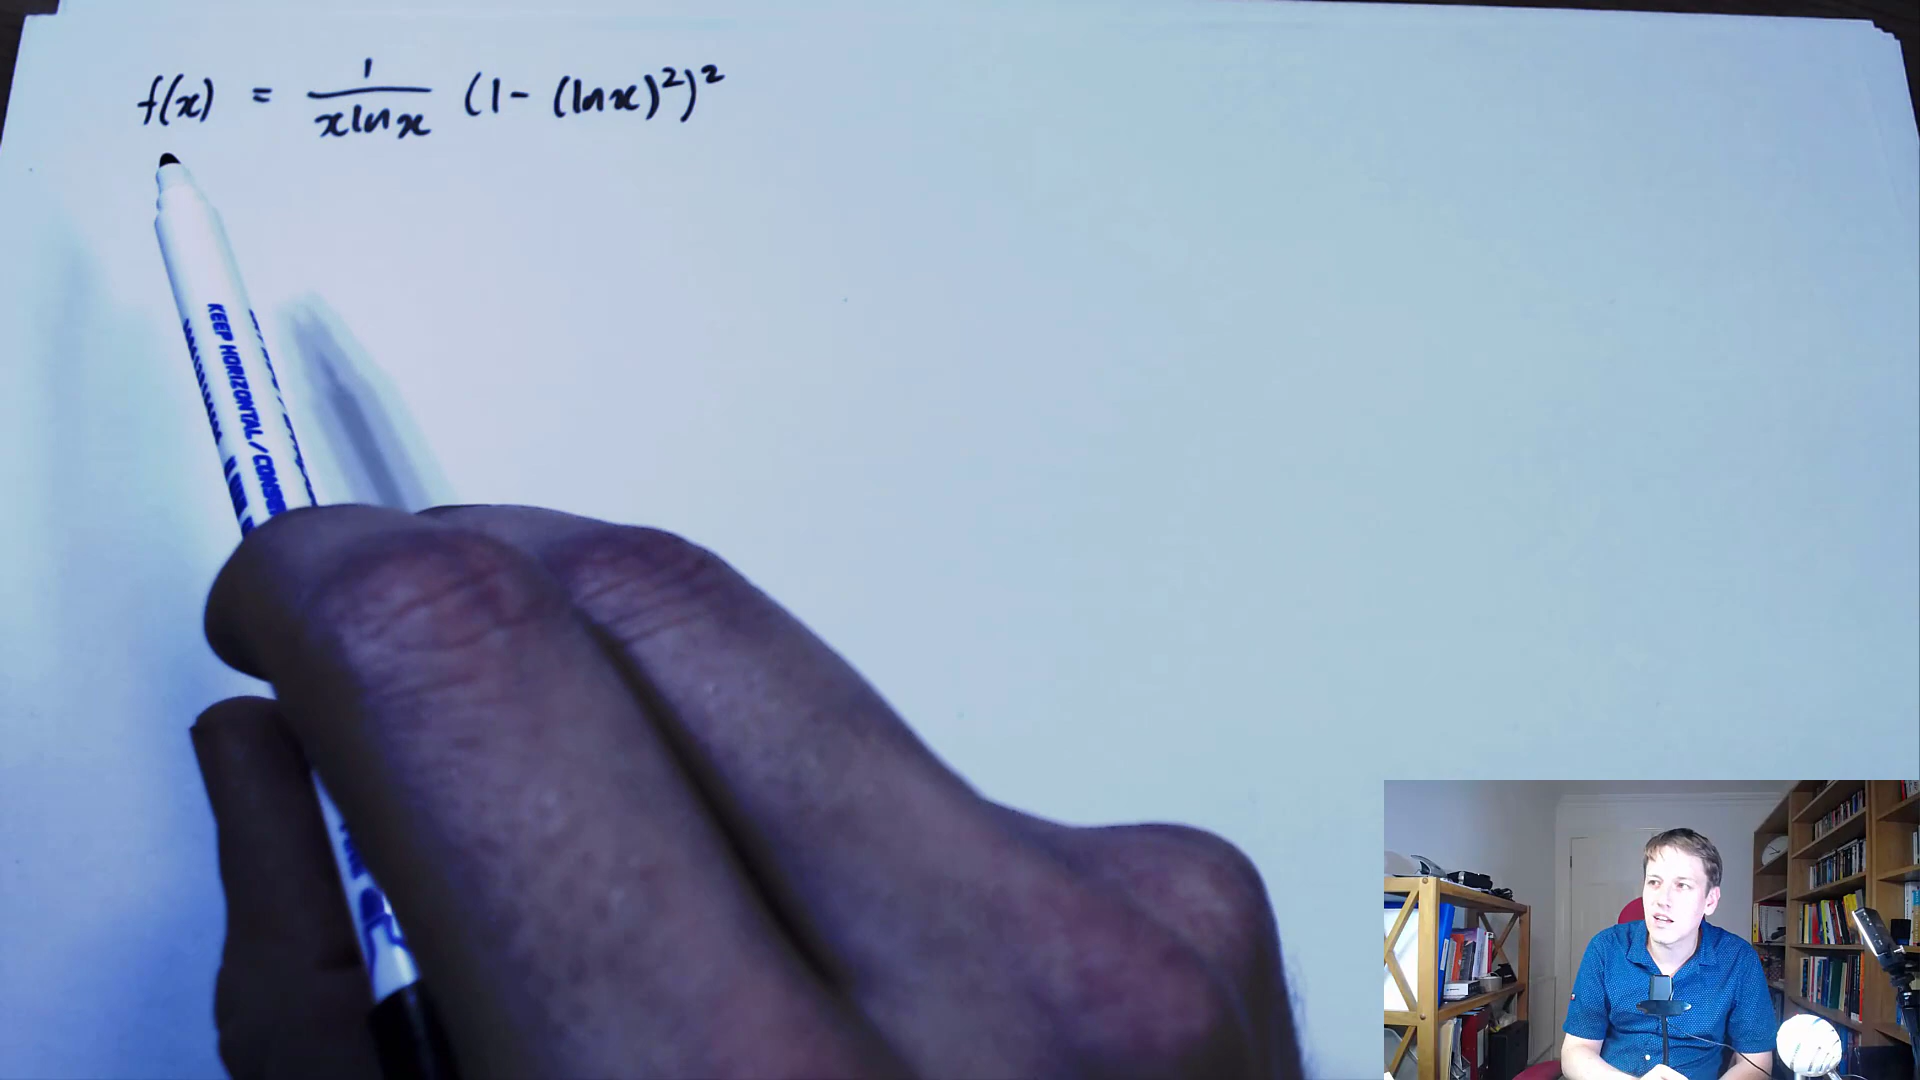 f(x) = 1/(x ln x) (1 - (ln x)²)²
KEEP HORIZONTAL/